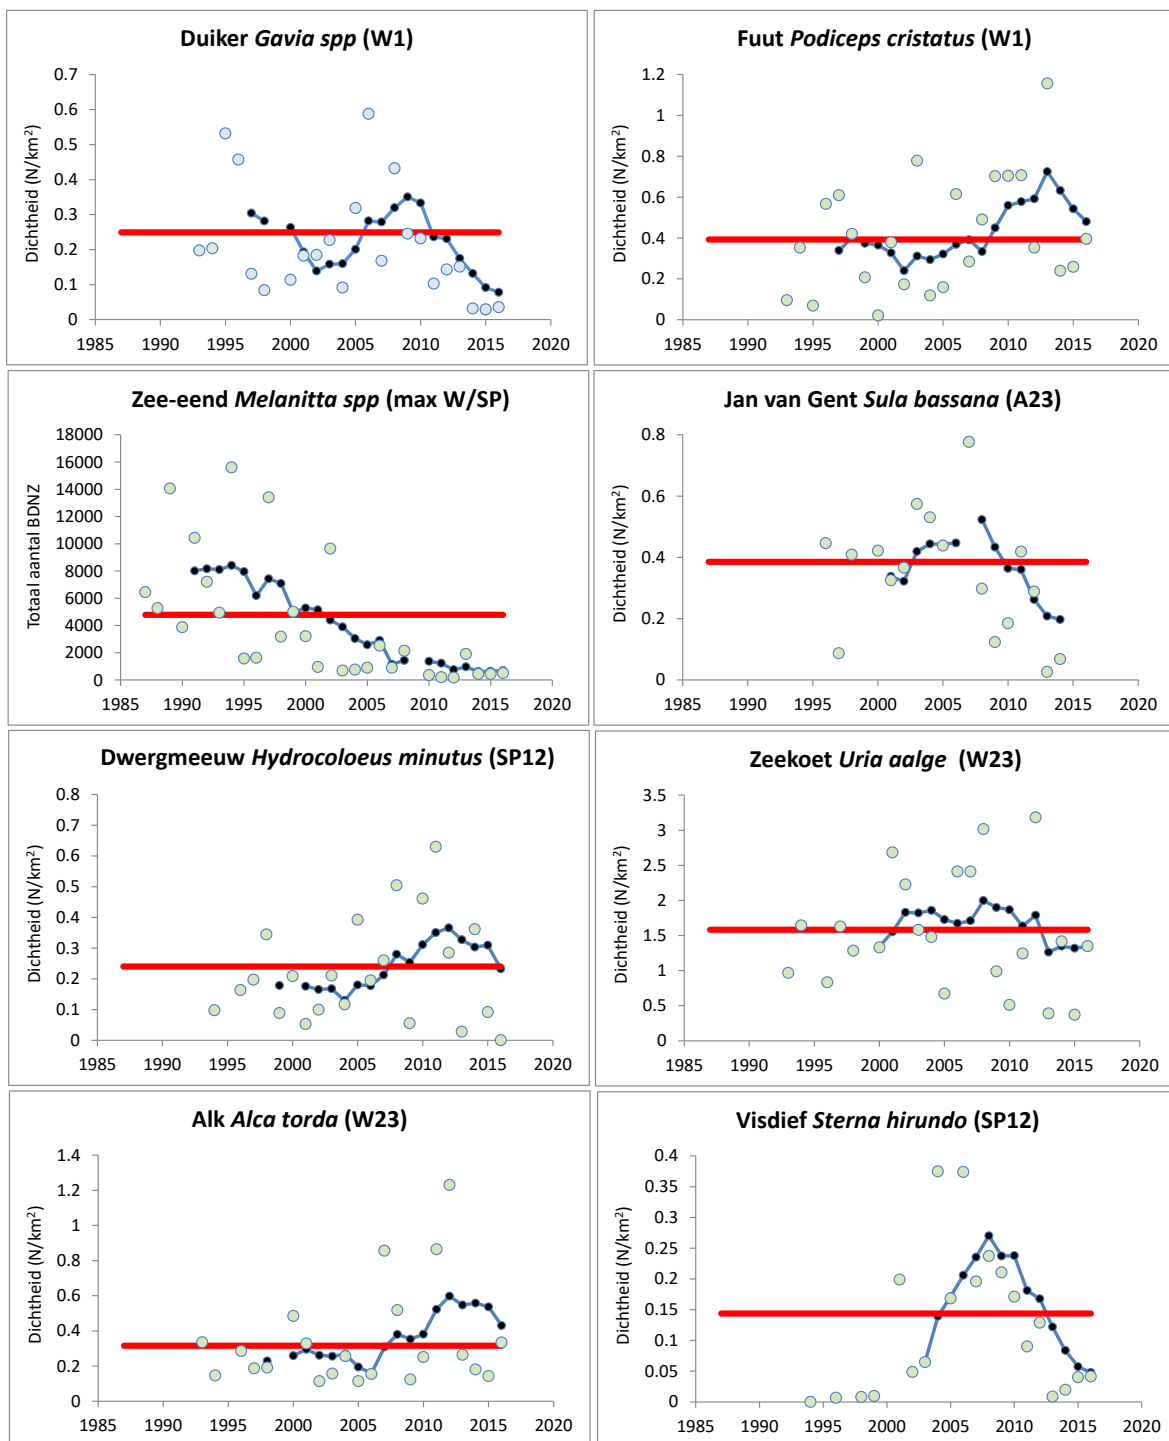 Duiker Gavia spp (W1)
Dichtheid (N/km²)
0.7
0.6
0.5
0.4
0.3
0.2
0.1
0
1985 1990 1995 2000 2005 2010 2015 2020
Fuut Podiceps cristatus (W1)
Dichtheid (N/km²)
1.2
1
0.8
0.6
0.4
0.2
0
1985 1990 1995 2000 2005 2010 2015 2020
Zee-eend Melanitta spp (max W/SP)
Totaal aantal BDNZ
18000
16000
14000
12000
10000
8000
6000
4000
2000
0
1985 1990 1995 2000 2005 2010 2015 2020
Jan van Gent Sula bassana (A23)
Dichtheid (N/km²)
0.8
0.6
0.4
0.2
0
1985 1990 1995 2000 2005 2010 2015 2020
Dwergmeeuw Hydrocoloeus minutus (SP12)
Dichtheid (N/km²)
0.8
0.7
0.6
0.5
0.4
0.3
0.2
0.1
0
1985 1990 1995 2000 2005 2010 2015 2020
Zeekoet Uria aalge (W23)
Dichtheid (N/km²)
3.5
3
2.5
2
1.5
1
0.5
0
1985 1990 1995 2000 2005 2010 2015 2020
Alk Alca torda (W23)
Dichtheid (N/km²)
1.4
1.2
1
0.8
0.6
0.4
0.2
0
1985 1990 1995 2000 2005 2010 2015 2020
Visdief Sterna hirundo (SP12)
Dichtheid (N/km²)
0.4
0.35
0.3
0.25
0.2
0.15
0.1
0.05
0
1985 1990 1995 2000 2005 2010 2015 2020